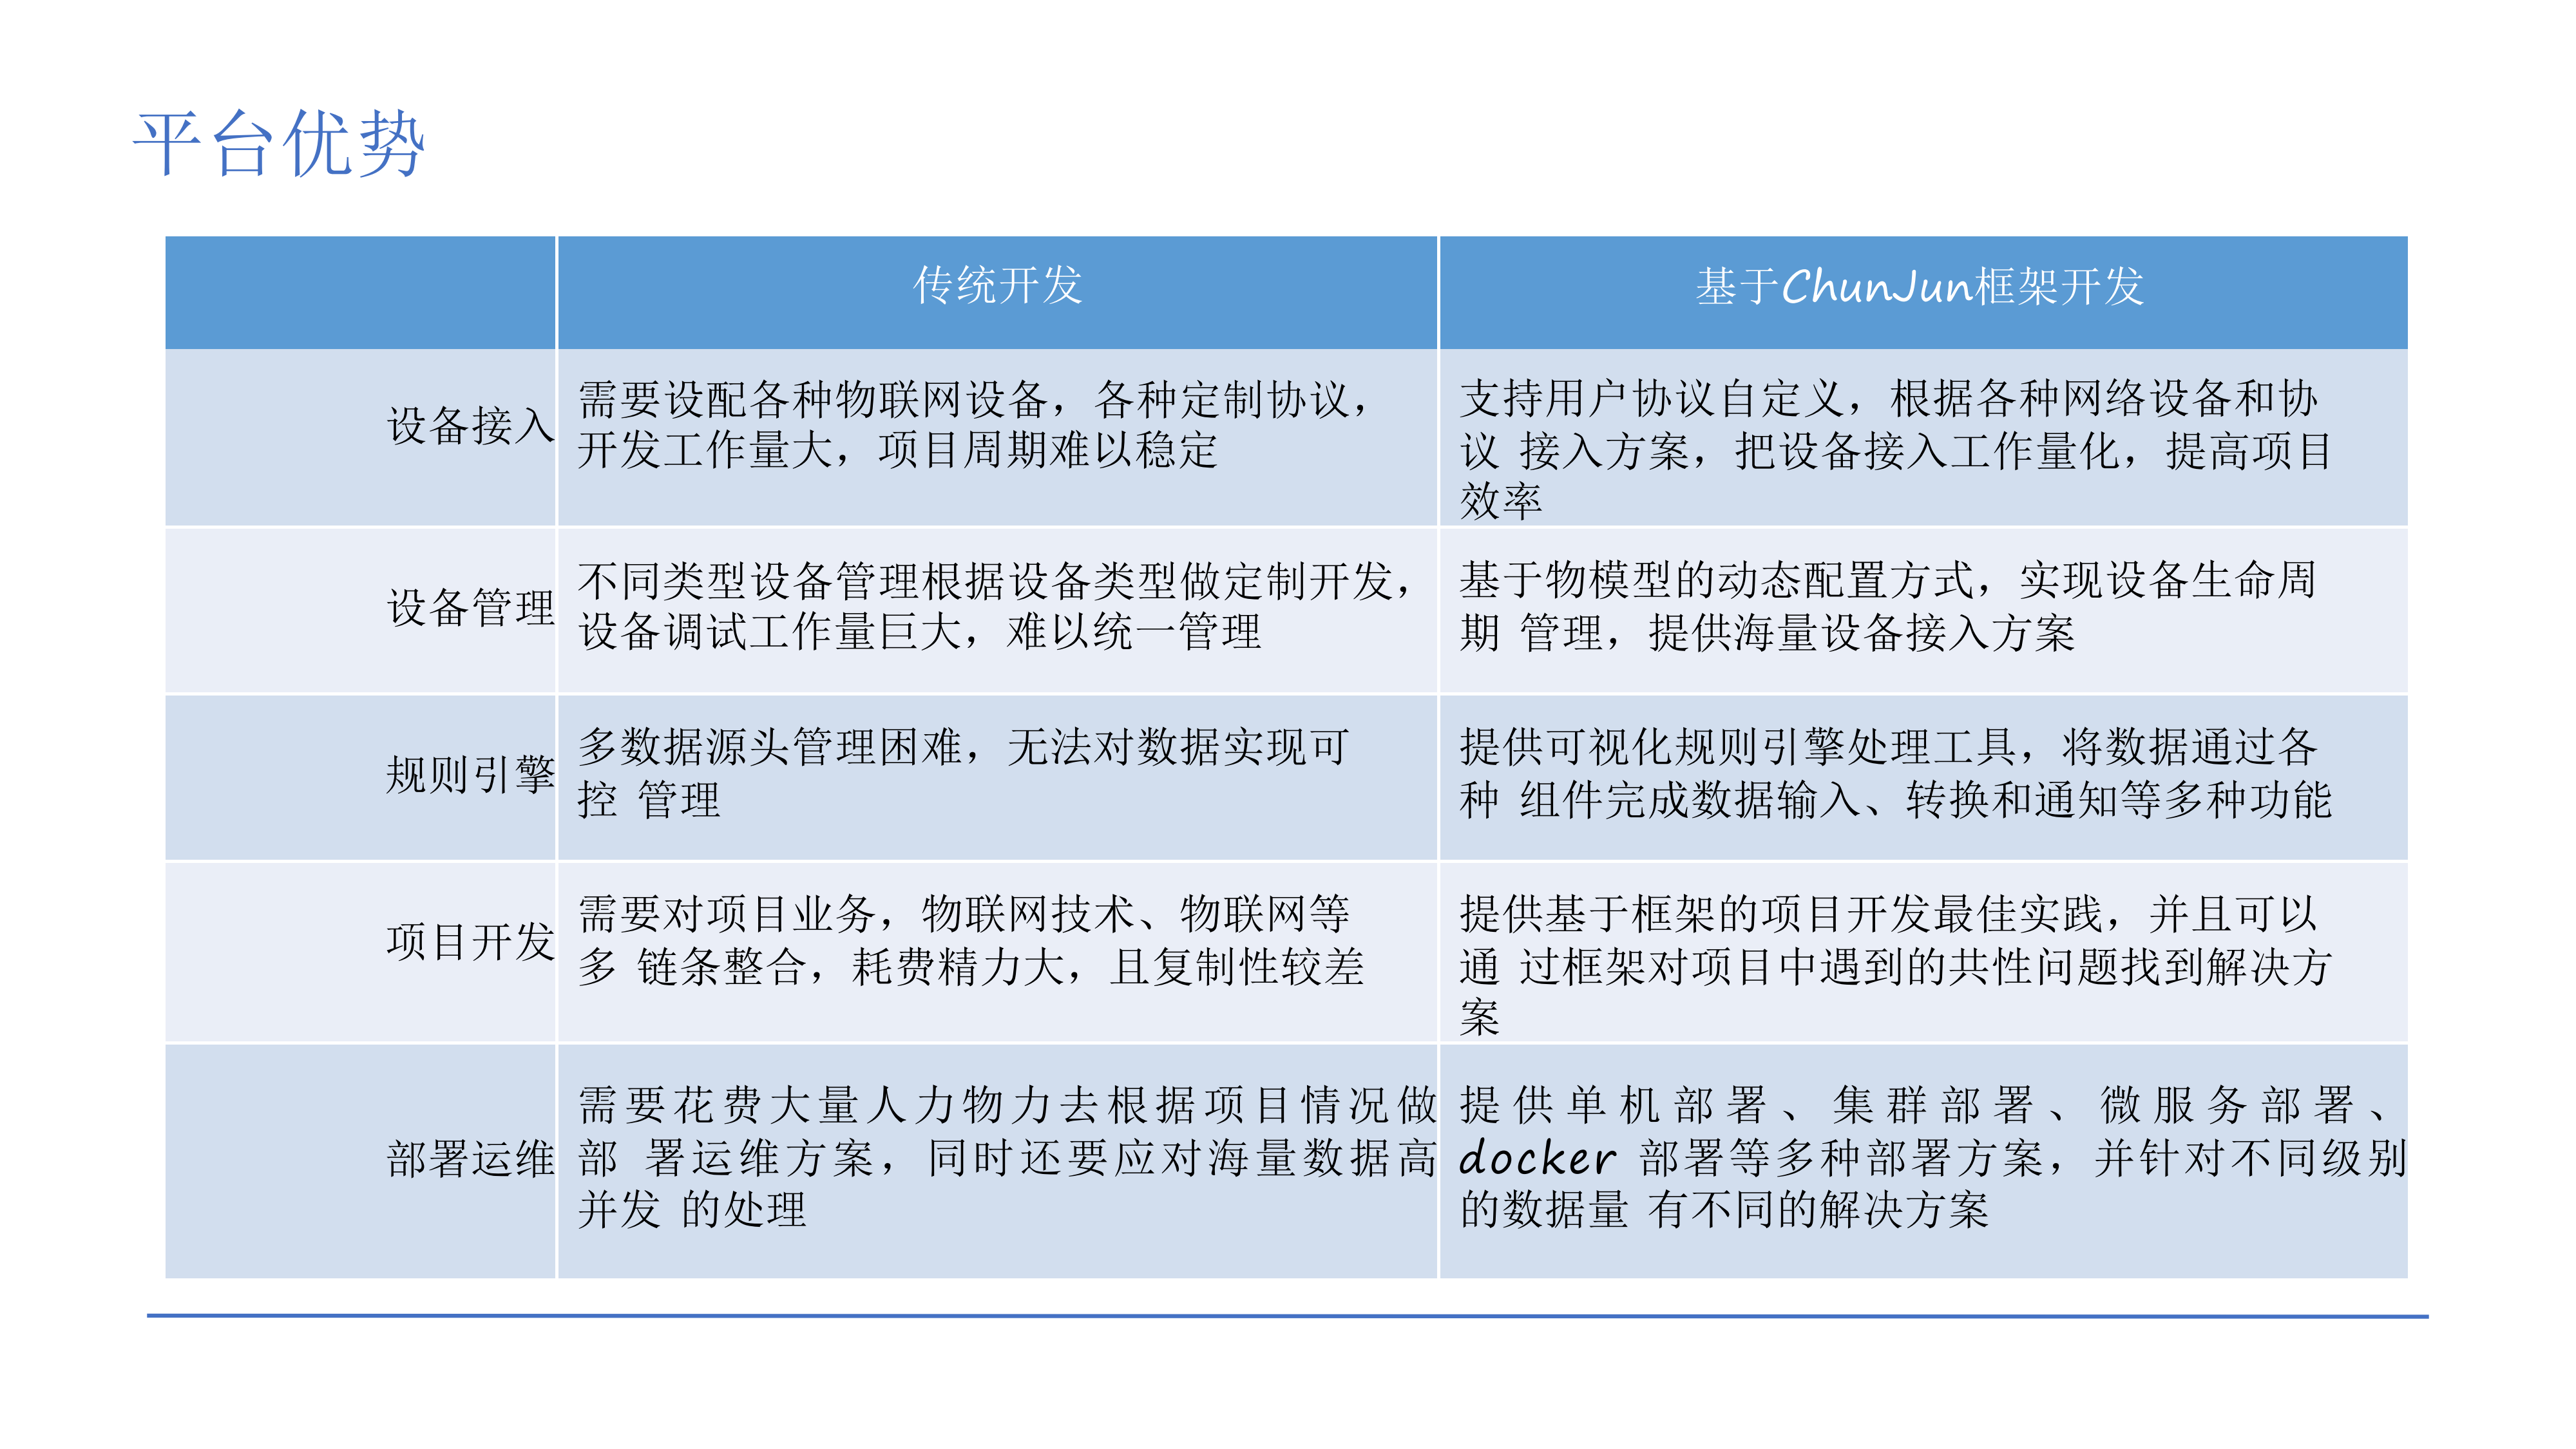 平台优势
传统开发
基于ChunJun框架开发
设备接入
需要设配各种物联网设备，各种定制协议，
开发工作量大，项目周期难以稳定
支持用户协议自定义，根据各种网络设备和协
议 接入方案，把设备接入工作量化，提高项目
效率
设备管理
不同类型设备管理根据设备类型做定制开发，
设备调试工作量巨大，难以统一管理
基于物模型的动态配置方式，实现设备生命周
期 管理，提供海量设备接入方案
规则引擎
多数据源头管理困难，无法对数据实现可
控 管理
提供可视化规则引擎处理工具，将数据通过各
种 组件完成数据输入、转换和通知等多种功能
项目开发
需要对项目业务，物联网技术、物联网等
多 链条整合，耗费精力大，且复制性较差
提供基于框架的项目开发最佳实践，并且可以
通 过框架对项目中遇到的共性问题找到解决方
案
部署运维
需要花费大量人力物力去根据项目情况做
部 署运维方案，同时还要应对海量数据高
并发 的处理
提供单机部署、集群部署、微服务部署、
docker 部署等多种部署方案，并针对不同级别
的数据量 有不同的解决方案